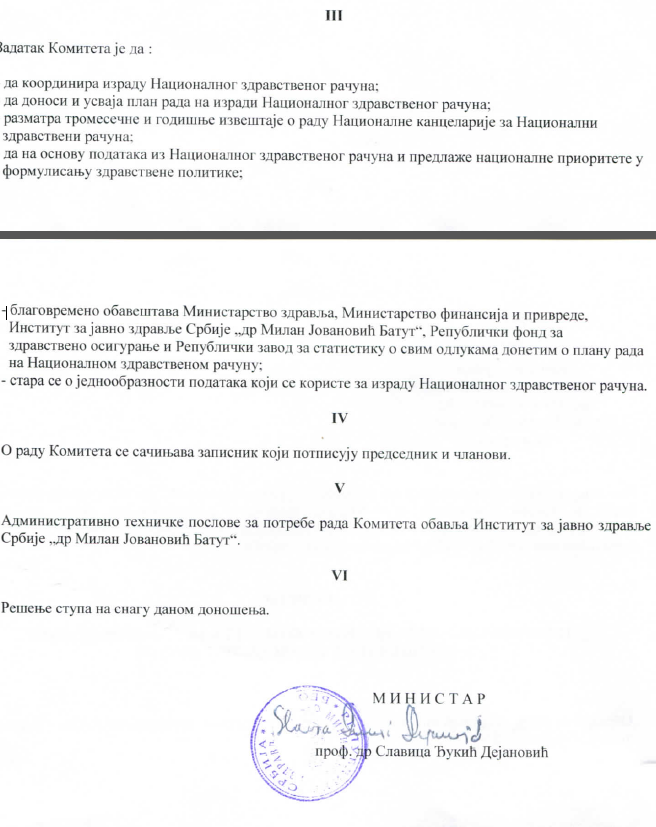 III
Задатак Комитета је да :
да координира израду Националног здравственог рачуна;
да доноси и усваја план рада на изради Националног здравственог рачуна;
разматра тромесечне и годишње извештаје о раду Националне канцеларије за Национални
здравствени рачуна;
да на основу података из Националног здравственог рачуна и предлаже националне приоритете у
формулисању здравствене политике;
- благовремено обавештава Министарство здравља, Министарство финансија и привреде,
Институт за јавно здравље Србије „др Милан Јовановић Батут“, Републички фонд за
здравствено осигурање и Републички завод за статистику о свим одлукама донетим о плану рада
на Националном здравственом рачуну;
- стара се о једнообразности података који се користе за израду Националног здравственог рачуна.
IV
О раду Комитета се сачињава записник који потписују председник и чланови.
V
Административно техничке послове за потребе рада Комитета обавља Институт за јавно здравље
Србије „др Милан Јовановић Батут“.
VI
Решење ступа на снагу даном доношења.
М И Н И С Т А Р
проф. др Славица Ђукић Дејановић
СРБИЈА